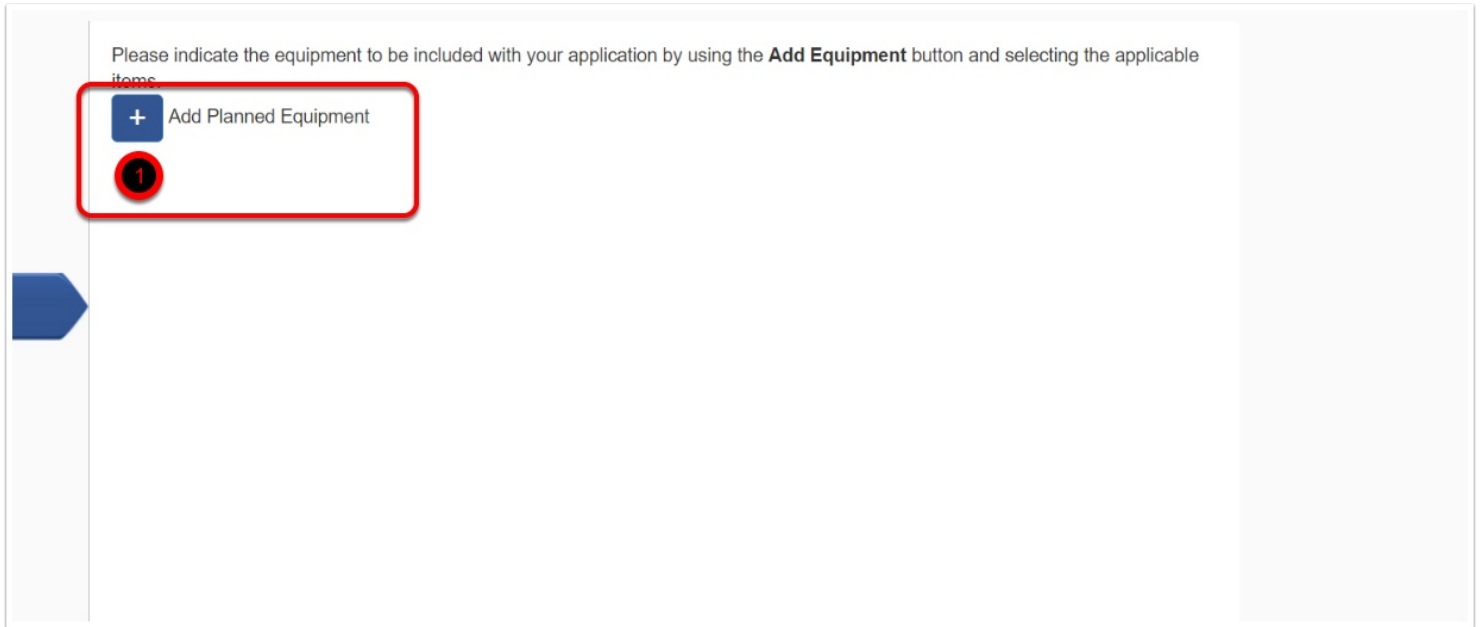 Please indicate the equipment to be included with your application by using the Add Equipment button and selecting the applicable
items.
+ Add Planned Equipment
1